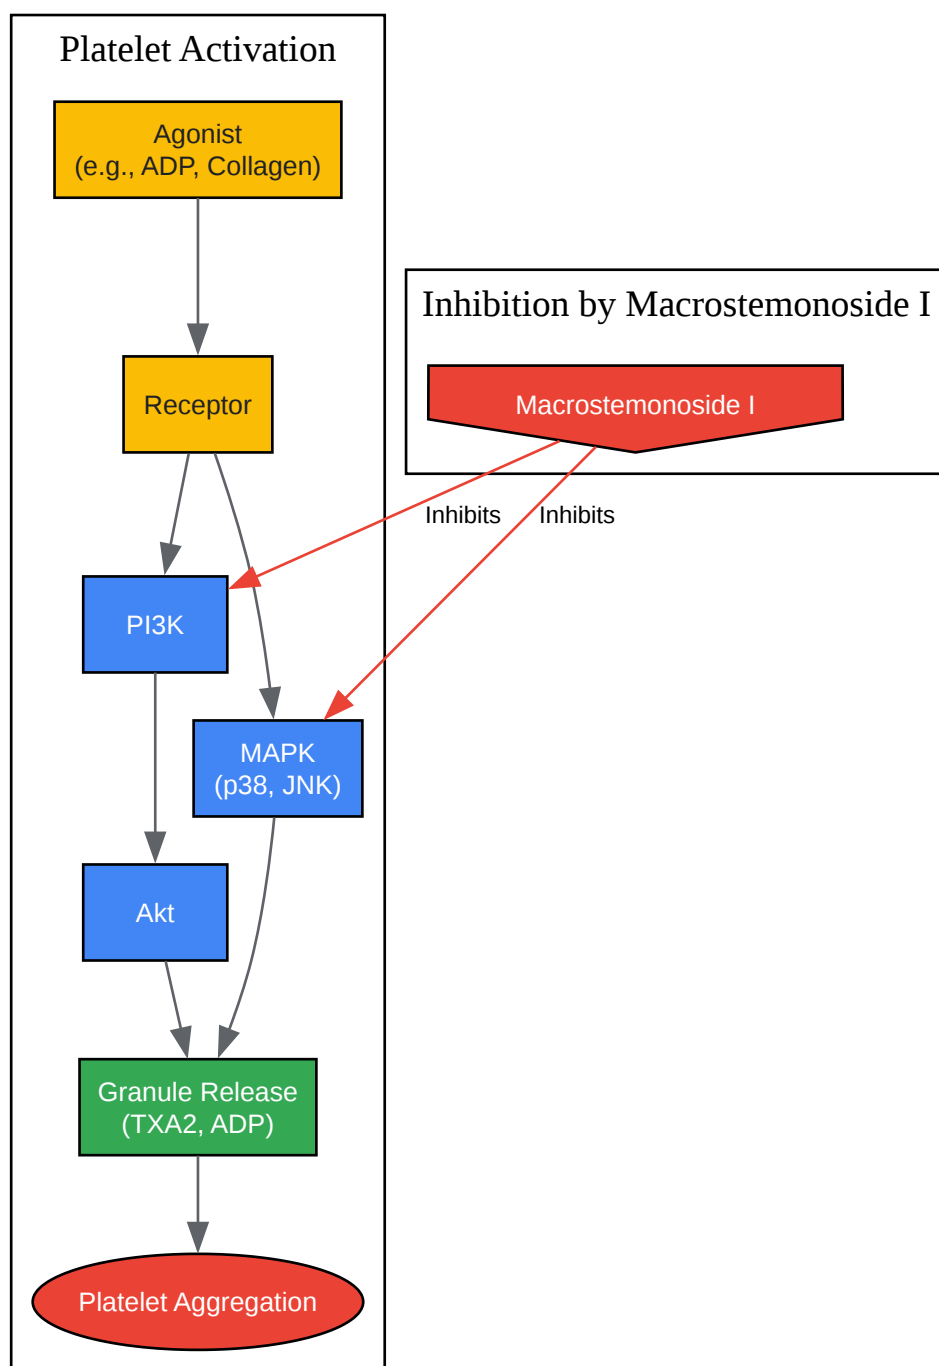 Platelet Activation
Agonist
(e.g., ADP, Collagen)
Inhibition by Macrostemonoside I
Receptor
Macrostemonoside I
Inhibits
Inhibits
PI3K
MAPK
(p38, JNK)
Akt
Granule Release
(TXA2, ADP)
Platelet Aggregation